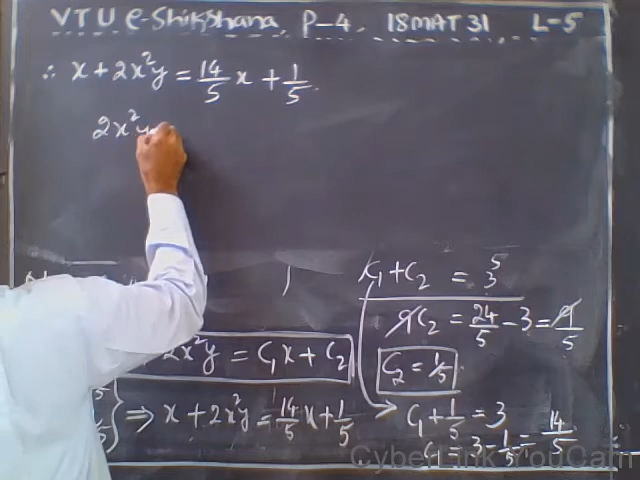 VTU e-Shikshana P-4. 18MAT31 L-5
∴ x + 2x²y = 14/5 x + 1/5.
2x²y
C₁ + C₂ = 3 5
9C₂ = 24/5 - 3 = 9/5
2x²y = C₁x + C₂
C₂ = 1/5.
⇒ x + 2x²y = 14/5 x + 1/5
C₁ + 1/5 = 3
C₁ = 3 - 1/5 = 14/5
CyberLink YouCam